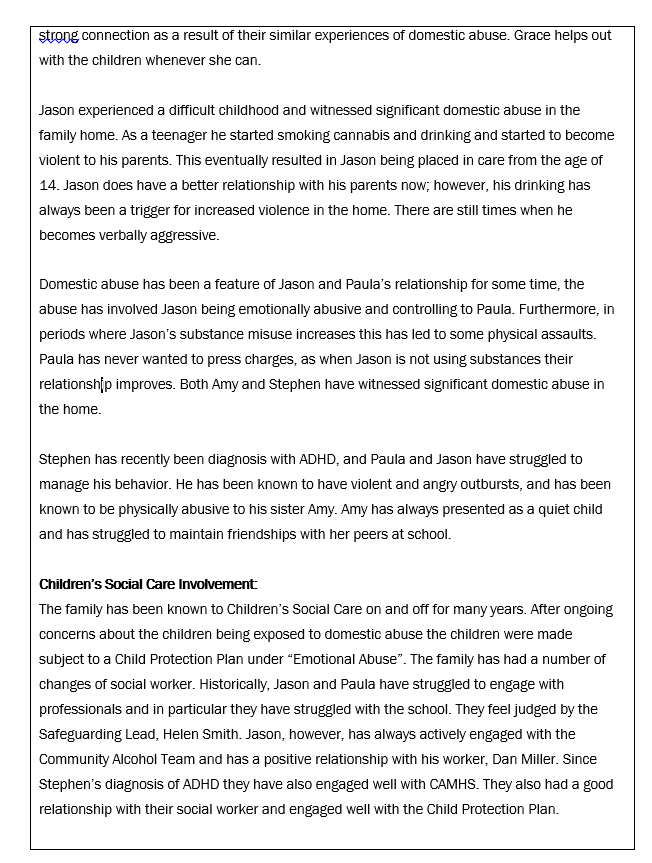 strong connection as a result of their similar experiences of domestic abuse. Grace helps out
with the children whenever she can.
Jason experienced a difficult childhood and witnessed significant domestic abuse in the
family home. As a teenager he started smoking cannabis and drinking and started to become
violent to his parents. This eventually resulted in Jason being placed in care from the age of
14. Jason does have a better relationship with his parents now; however, his drinking has
always been a trigger for increased violence in the home. There are still times when he
becomes verbally aggressive.
Domestic abuse has been a feature of Jason and Paula's relationship for some time, the
abuse has involved Jason being emotionally abusive and controlling to Paula. Furthermore, in
periods where Jason's substance misuse increases this has led to some physical assaults.
Paula has never wanted to press charges, as when Jason is not using substances their
relationship improves. Both Amy and Stephen have witnessed significant domestic abuse in
the home.
Stephen has recently been diagnosis with ADHD, and Paula and Jason have struggled to
manage his behavior. He has been known to have violent and angry outbursts, and has been
known to be physically abusive to his sister Amy. Amy has always presented as a quiet child
and has struggled to maintain friendships with her peers at school.
Children's Social Care Involvement:
The family has been known to Children's Social Care on and off for many years. After ongoing
concerns about the children being exposed to domestic abuse the children were made
subject to a Child Protection Plan under “Emotional Abuse”. The family has had a number of
changes of social worker. Historically, Jason and Paula have struggled to engage with
professionals and in particular they have struggled with the school. They feel judged by the
Safeguarding Lead, Helen Smith. Jason, however, has always actively engaged with the
Community Alcohol Team and has a positive relationship with his worker, Dan Miller. Since
Stephen's diagnosis of ADHD they have also engaged well with CAMHS. They also had a good
relationship with their social worker and engaged well with the Child Protection Plan.